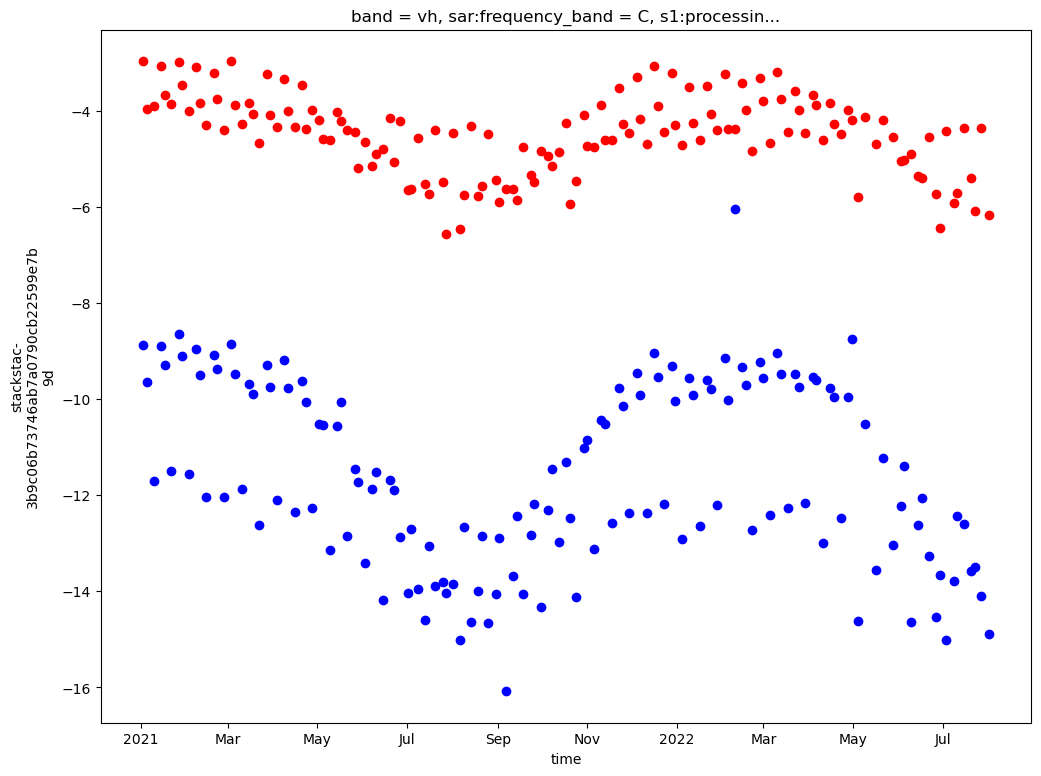 band = vh, sar:frequency_band = C, s1:processin...
stackstac-
3b9c06b73746ab7a0790cb22599e7b
9d
−4
−6
−8
−10
−12
−14
−16
2021
Mar
May
Jul
Sep
Nov
2022
Mar
May
Jul
time